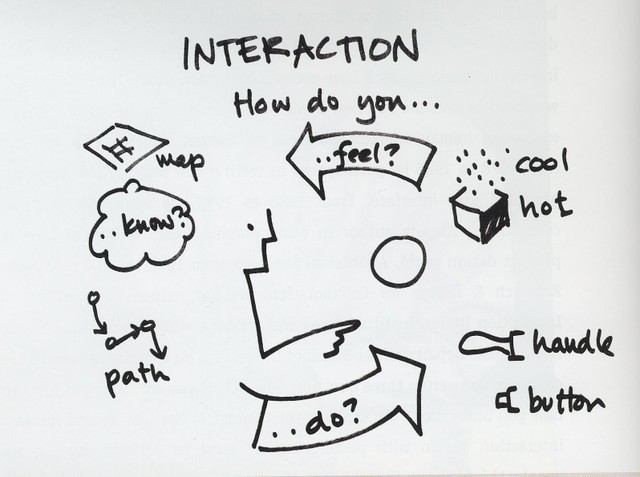 INTERACTION
How do you...
..feel?
map
cool
hot
..know?
path
handle
button
..do?